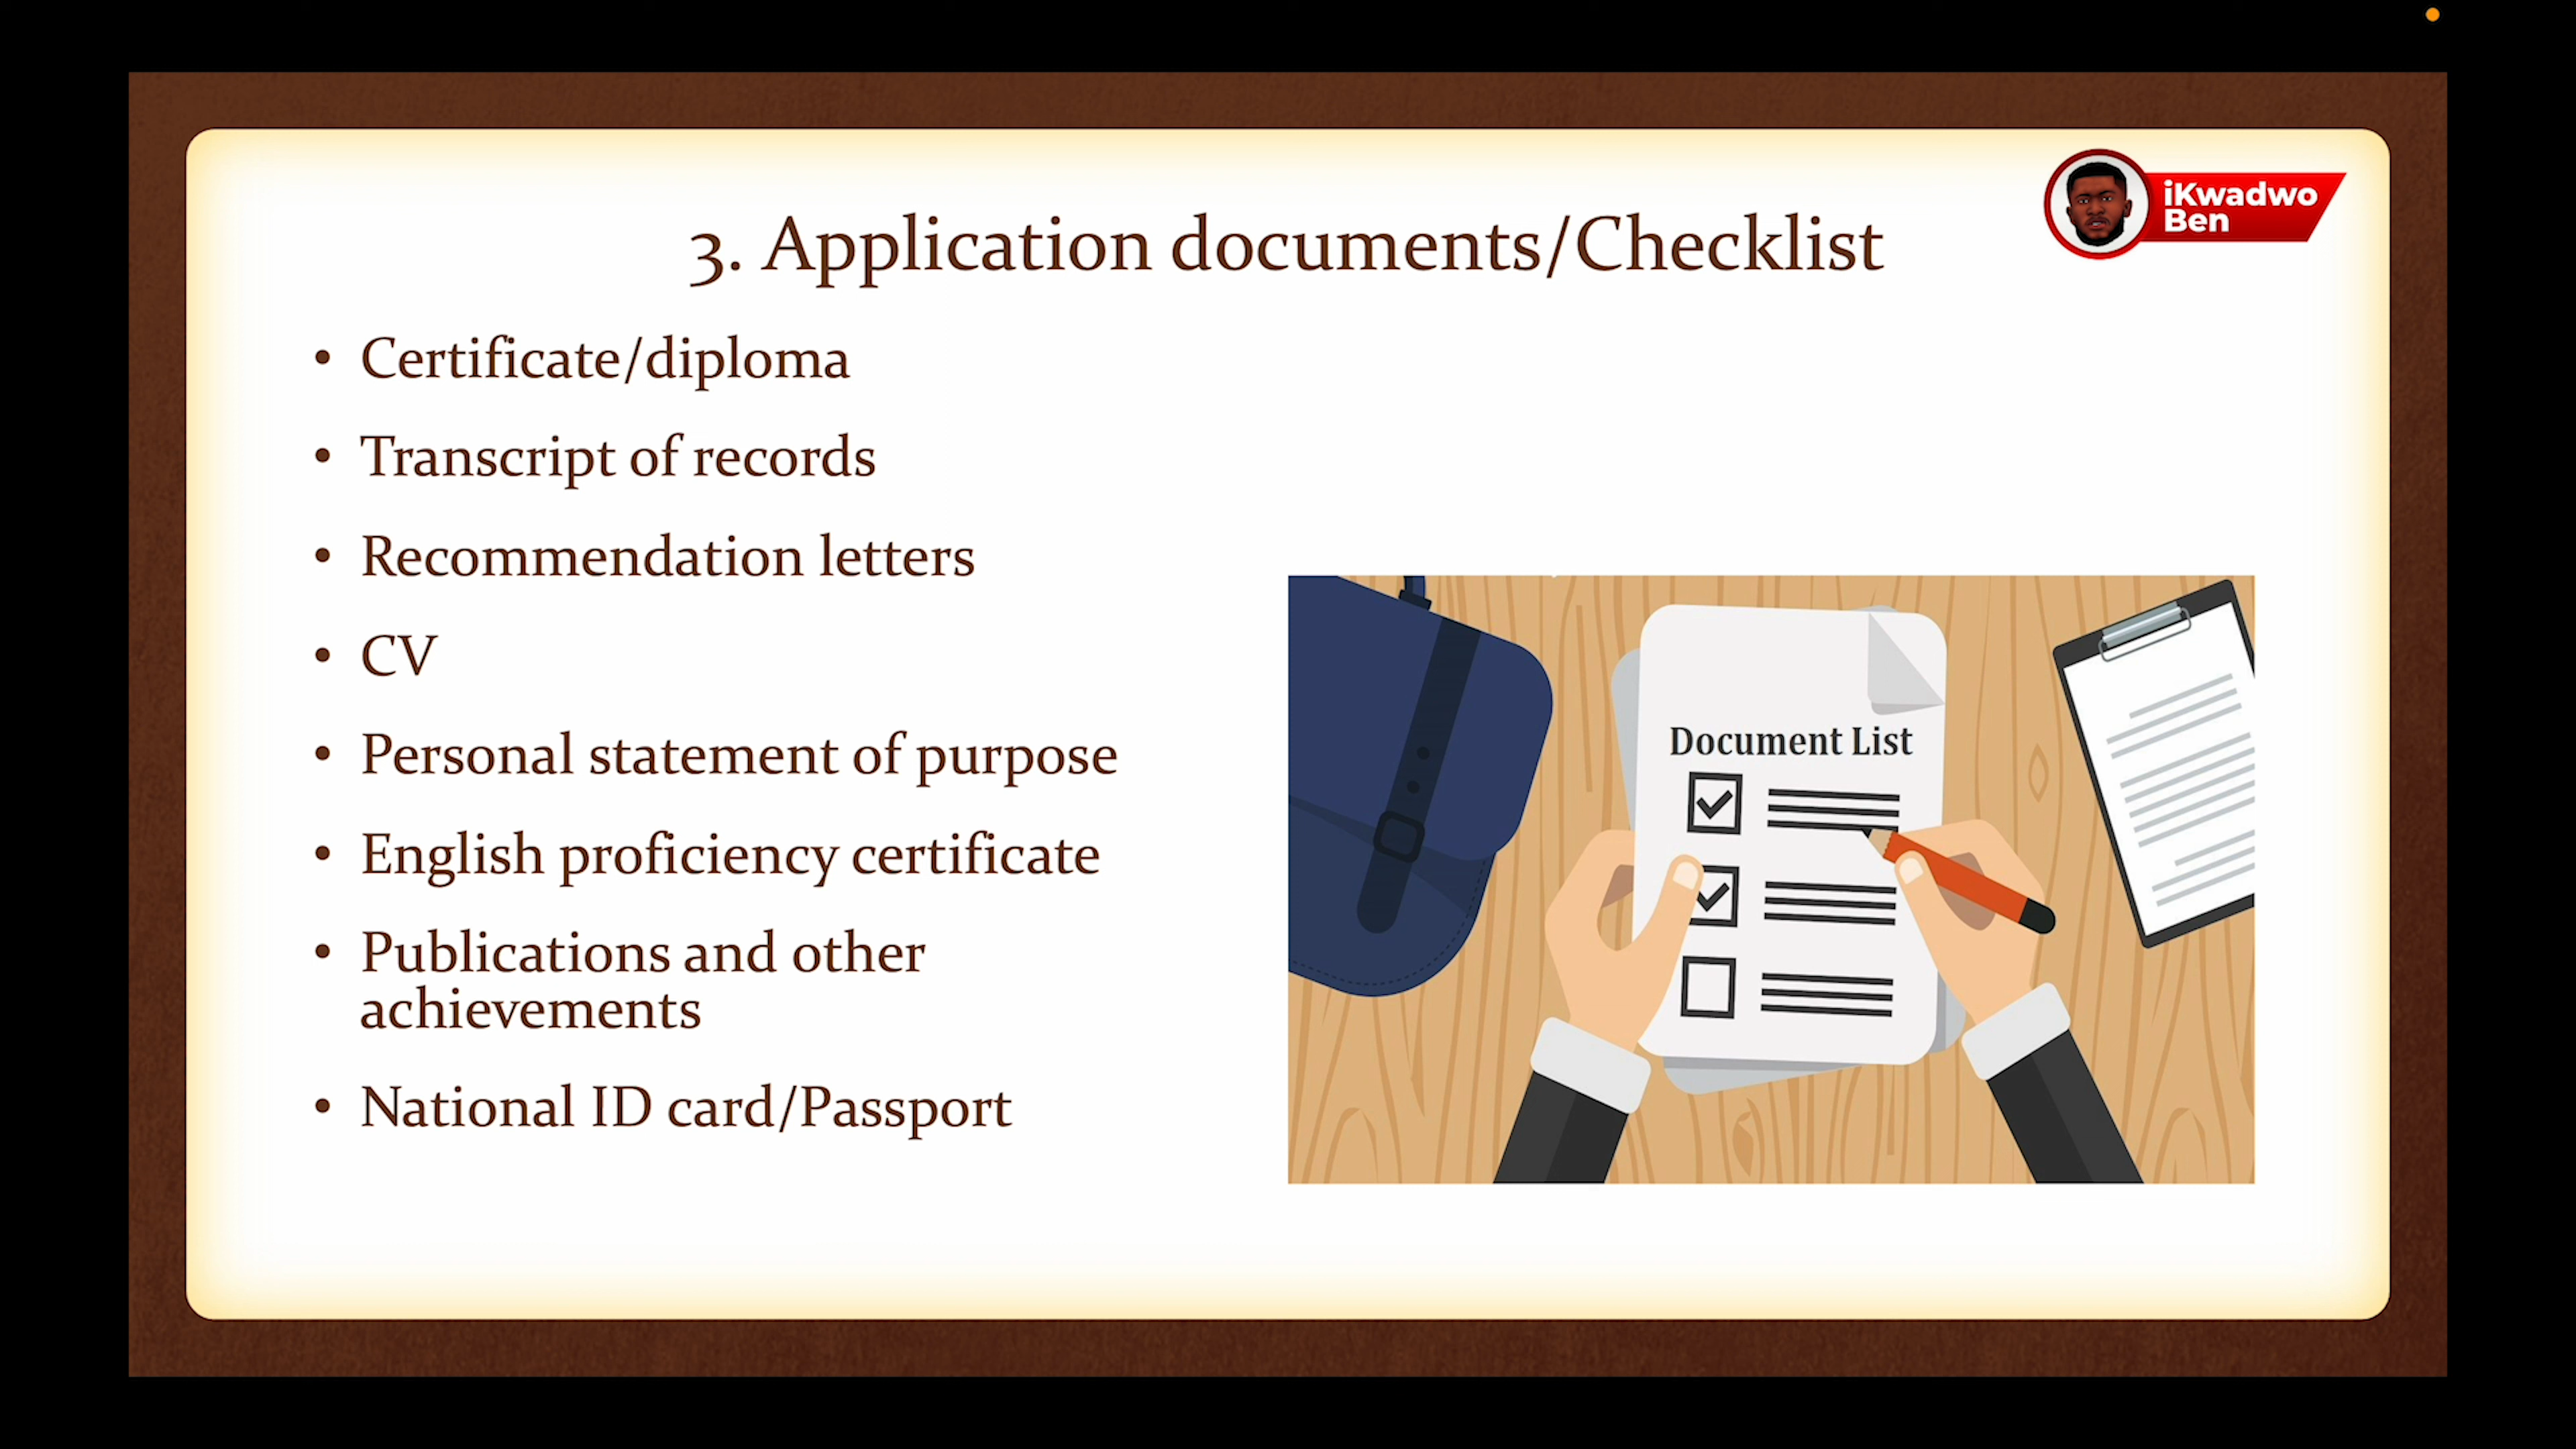 3. Application documents/Checklist
iKwadwo
Ben
• Certificate/diploma
• Transcript of records
• Recommendation letters
• CV
• Personal statement of purpose
• English proficiency certificate
• Publications and other
achievements
• National ID card/Passport
Document List